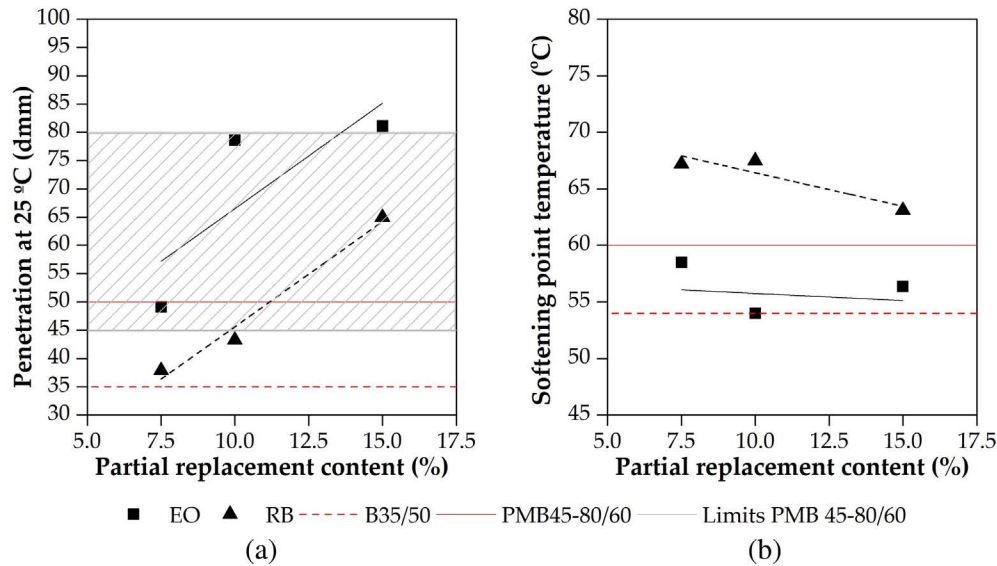 (a)
100
95
90
85
80
75
70
65
60
55
50
45
40
35
30
Penetration at 25 ºC (dmm)
5.0 7.5 10.0 12.5 15.0 17.5
Partial replacement content (%)
(b)
80
75
70
65
60
55
50
45
Softening point temperature (ºC)
5.0 7.5 10.0 12.5 15.0 17.5
Partial replacement content (%)
EO RB B35/50 PMB45-80/60 Limits PMB 45-80/60
(a) (b)